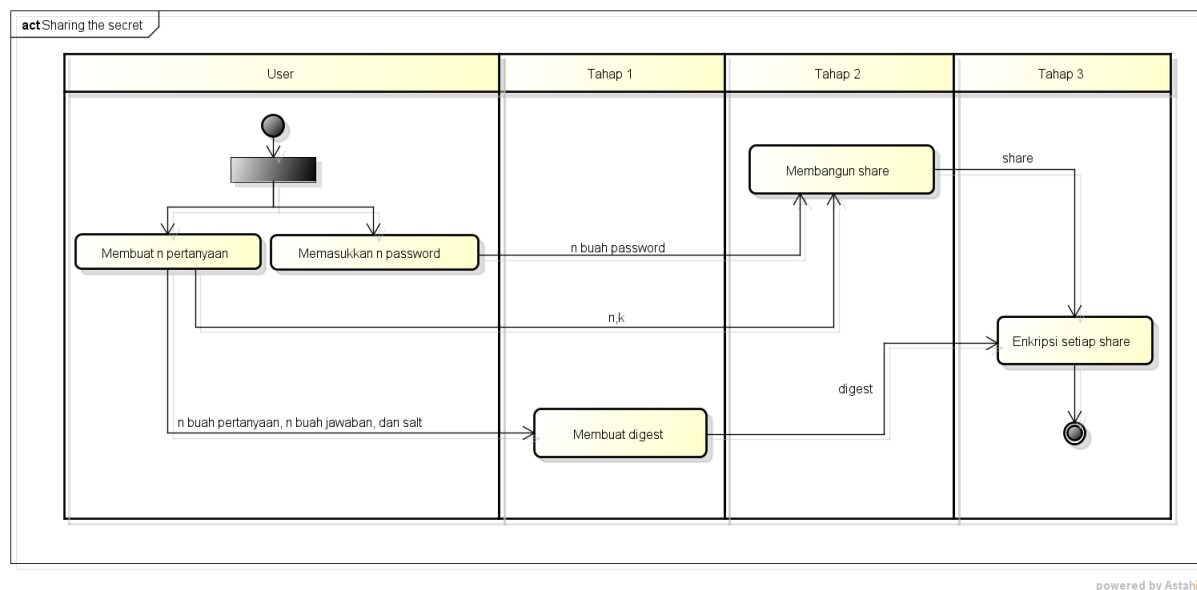 act Sharing the secret
User
Tahap 1
Tahap 2
Tahap 3
Membangun share
share
Membuat n pertanyaan
Memasukkan n password
n buah password
n,k
Enkripsi setiap share
digest
n buah pertanyaan, n buah jawaban, dan salt
Membuat digest
powered by Astah